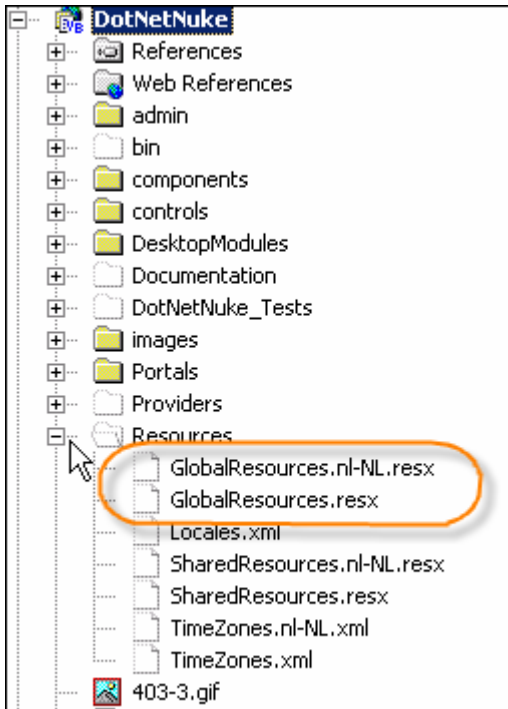 DotNetNuke
References
Web References
admin
bin
components
controls
DesktopModules
Documentation
DotNetNuke_Tests
images
Portals
Providers
Resources
GlobalResources.nl-NL.resx
GlobalResources.resx
Locales.xml
SharedResources.nl-NL.resx
SharedResources.resx
TimeZones.nl-NL.xml
TimeZones.xml
403-3.gif